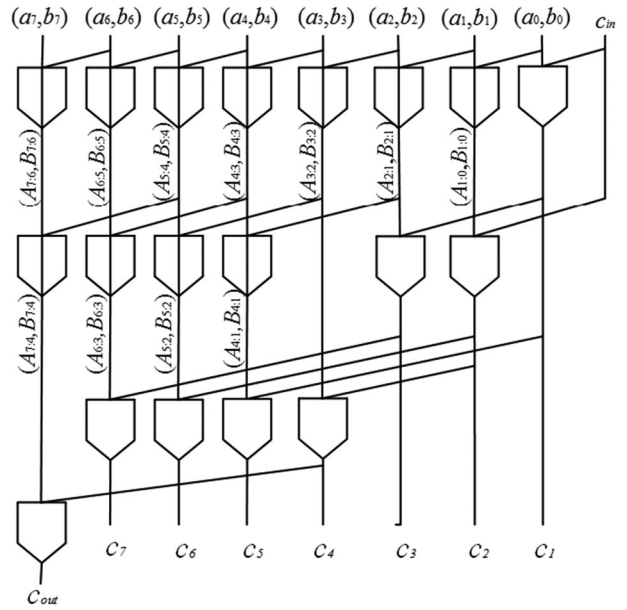 (a7,b7) (a6,b6) (a5,b5) (a4,b4) (a3,b3) (a2,b2) (a1,b1) (a0,b0) Cin
(A7:6,B7:6) (A6:5,B6:5) (A5:4,B5:4) (A4:3,B4:3) (A3:2,B3:2) (A2:1,B2:1) (A1:0,B1:0)
(A7:4,B7:4) (A6:3,B6:3) (A5:2,B5:2) (A4:1,B4:1)
C7 C6 C5 C4 C3 C2 C1
Cout